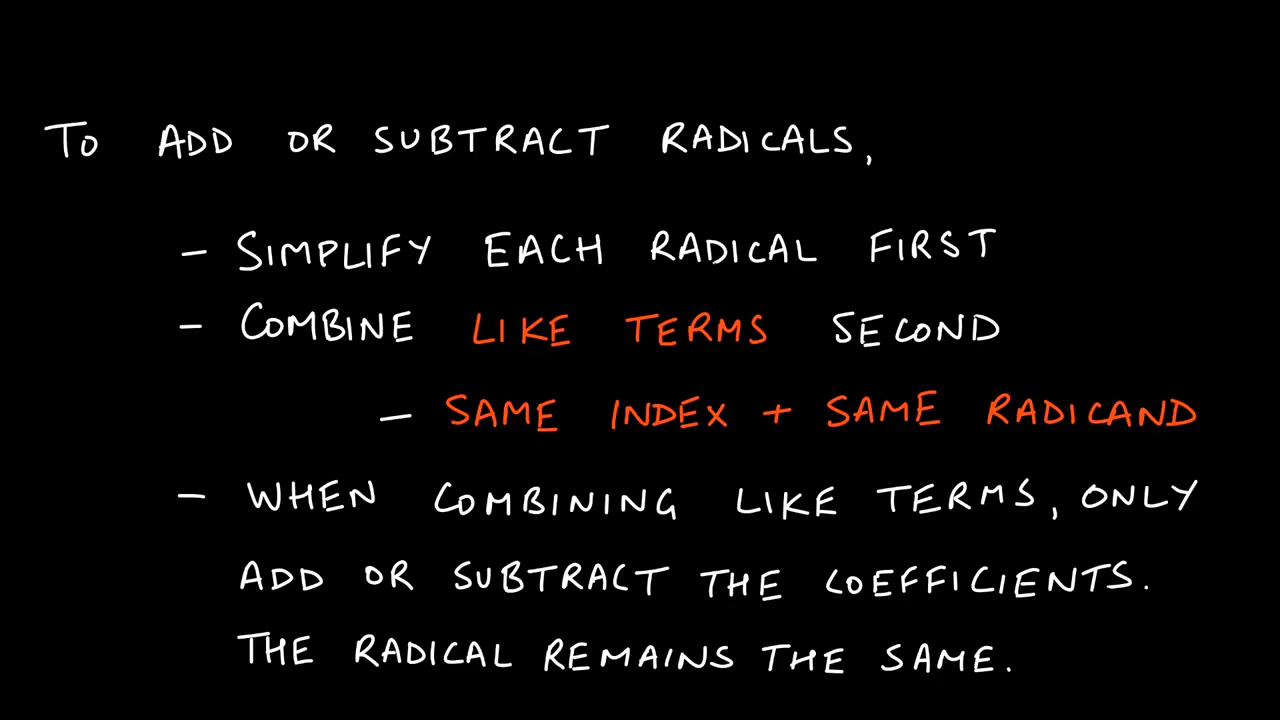 TO ADD OR SUBTRACT RADICALS,
- SIMPLIFY EACH RADICAL FIRST
- COMBINE LIKE TERMS SECOND
- SAME INDEX + SAME RADICAND
- WHEN COMBINING LIKE TERMS, ONLY
ADD OR SUBTRACT THE COEFFICIENTS.
THE RADICAL REMAINS THE SAME.